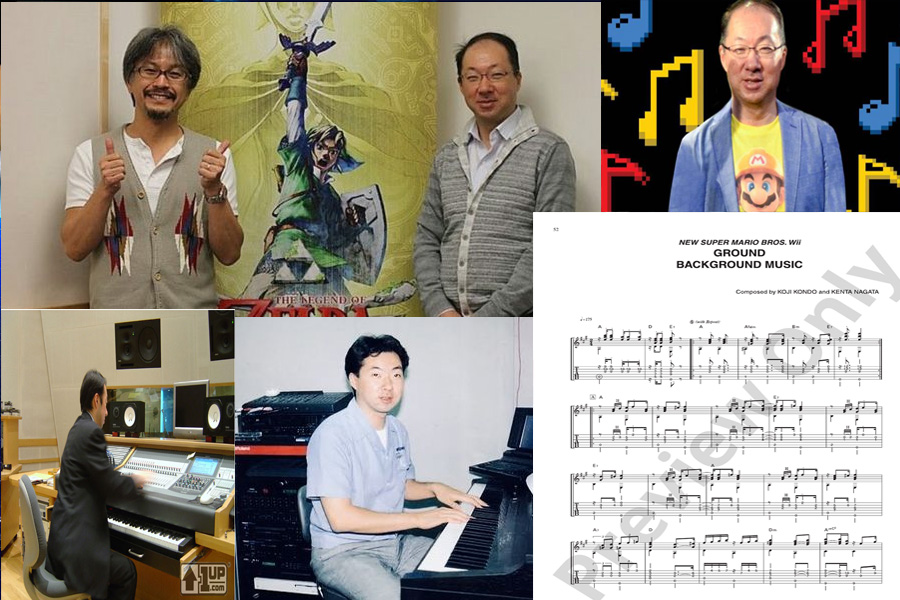 THE LEGEND OF
ZELDA
52
NEW SUPER MARIO BROS. Wii
GROUND
BACKGROUND MUSIC
Composed by KOJI KONDO and KENTA NAGATA
Preview Only
1UP
.com